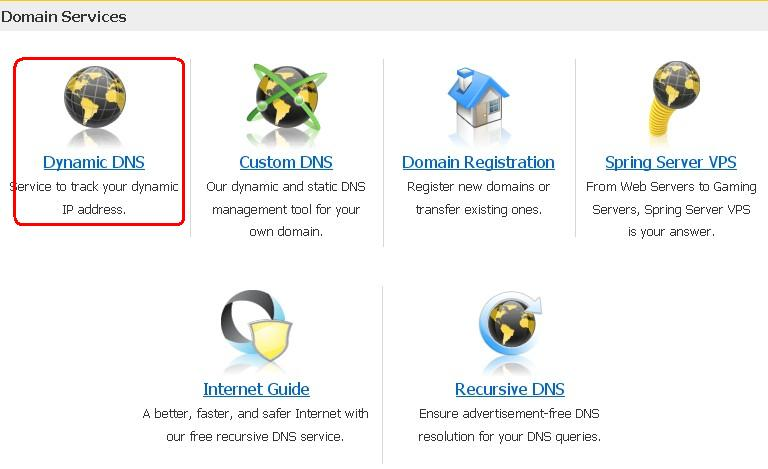 Domain Services
Dynamic DNS
Service to track your dynamic
IP address.
Custom DNS
Our dynamic and static DNS
management tool for your
own domain.
Domain Registration
Register new domains or
transfer existing ones.
Spring Server VPS
From Web Servers to Gaming
Servers, Spring Server VPS
is your answer.
Internet Guide
A better, faster, and safer Internet with
our free recursive DNS service.
Recursive DNS
Ensure advertisement-free DNS
resolution for your DNS queries.